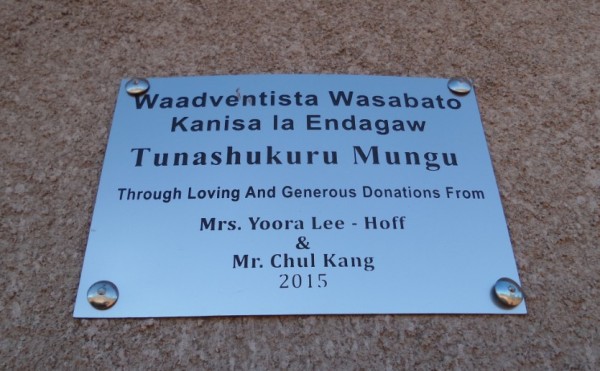 Waadventista Wasabato
Kanisa la Endagaw
Tunashukuru Mungu
Through Loving And Generous Donations From
Mrs. Yoora Lee - Hoff
&
Mr. Chul Kang
2015